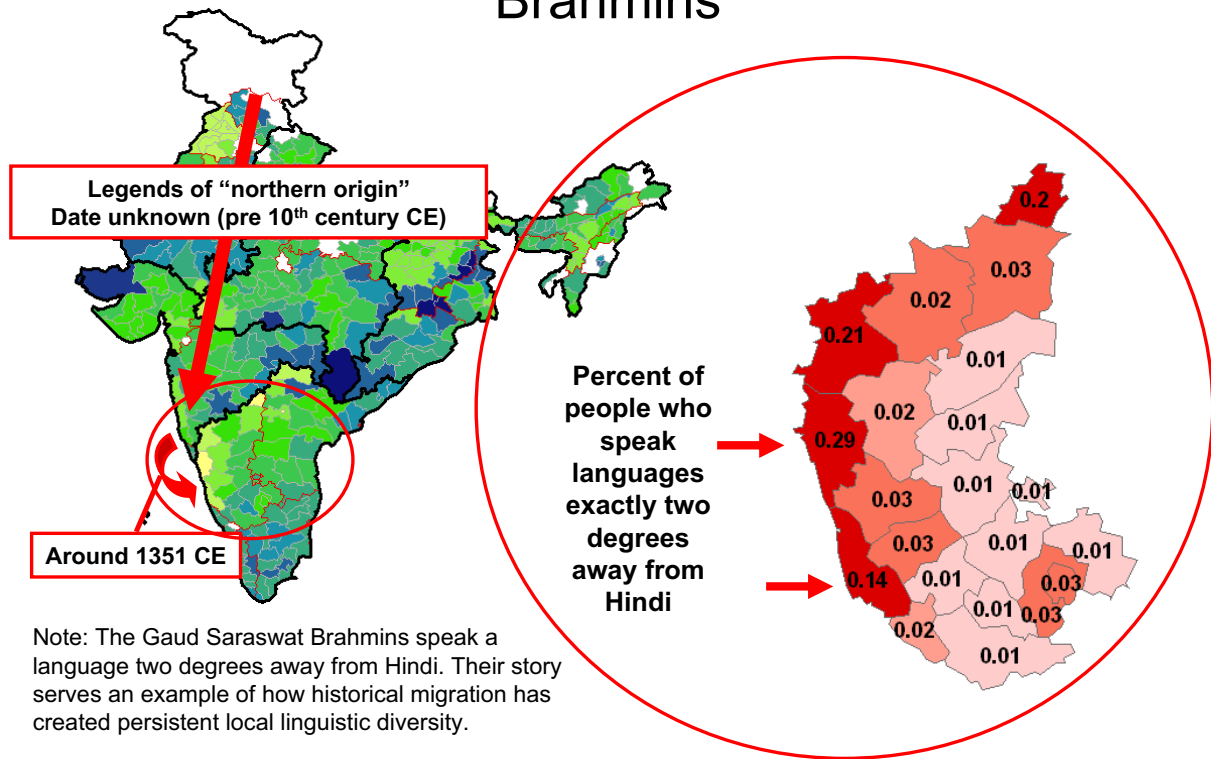 Brahmins
Legends of “northern origin”
Date unknown (pre 10th century CE)
Around 1351 CE
Note: The Gaud Saraswat Brahmins speak a
language two degrees away from Hindi. Their story
serves an example of how historical migration has
created persistent local linguistic diversity.
Percent of
people who
speak
languages
exactly two
degrees
away from
Hindi
0.2
0.03
0.02
0.21
0.01
0.02
0.01
0.29
0.01
0.01
0.03
0.03
0.01
0.01
0.14
0.01
0.03
0.01
0.03
0.02
0.01